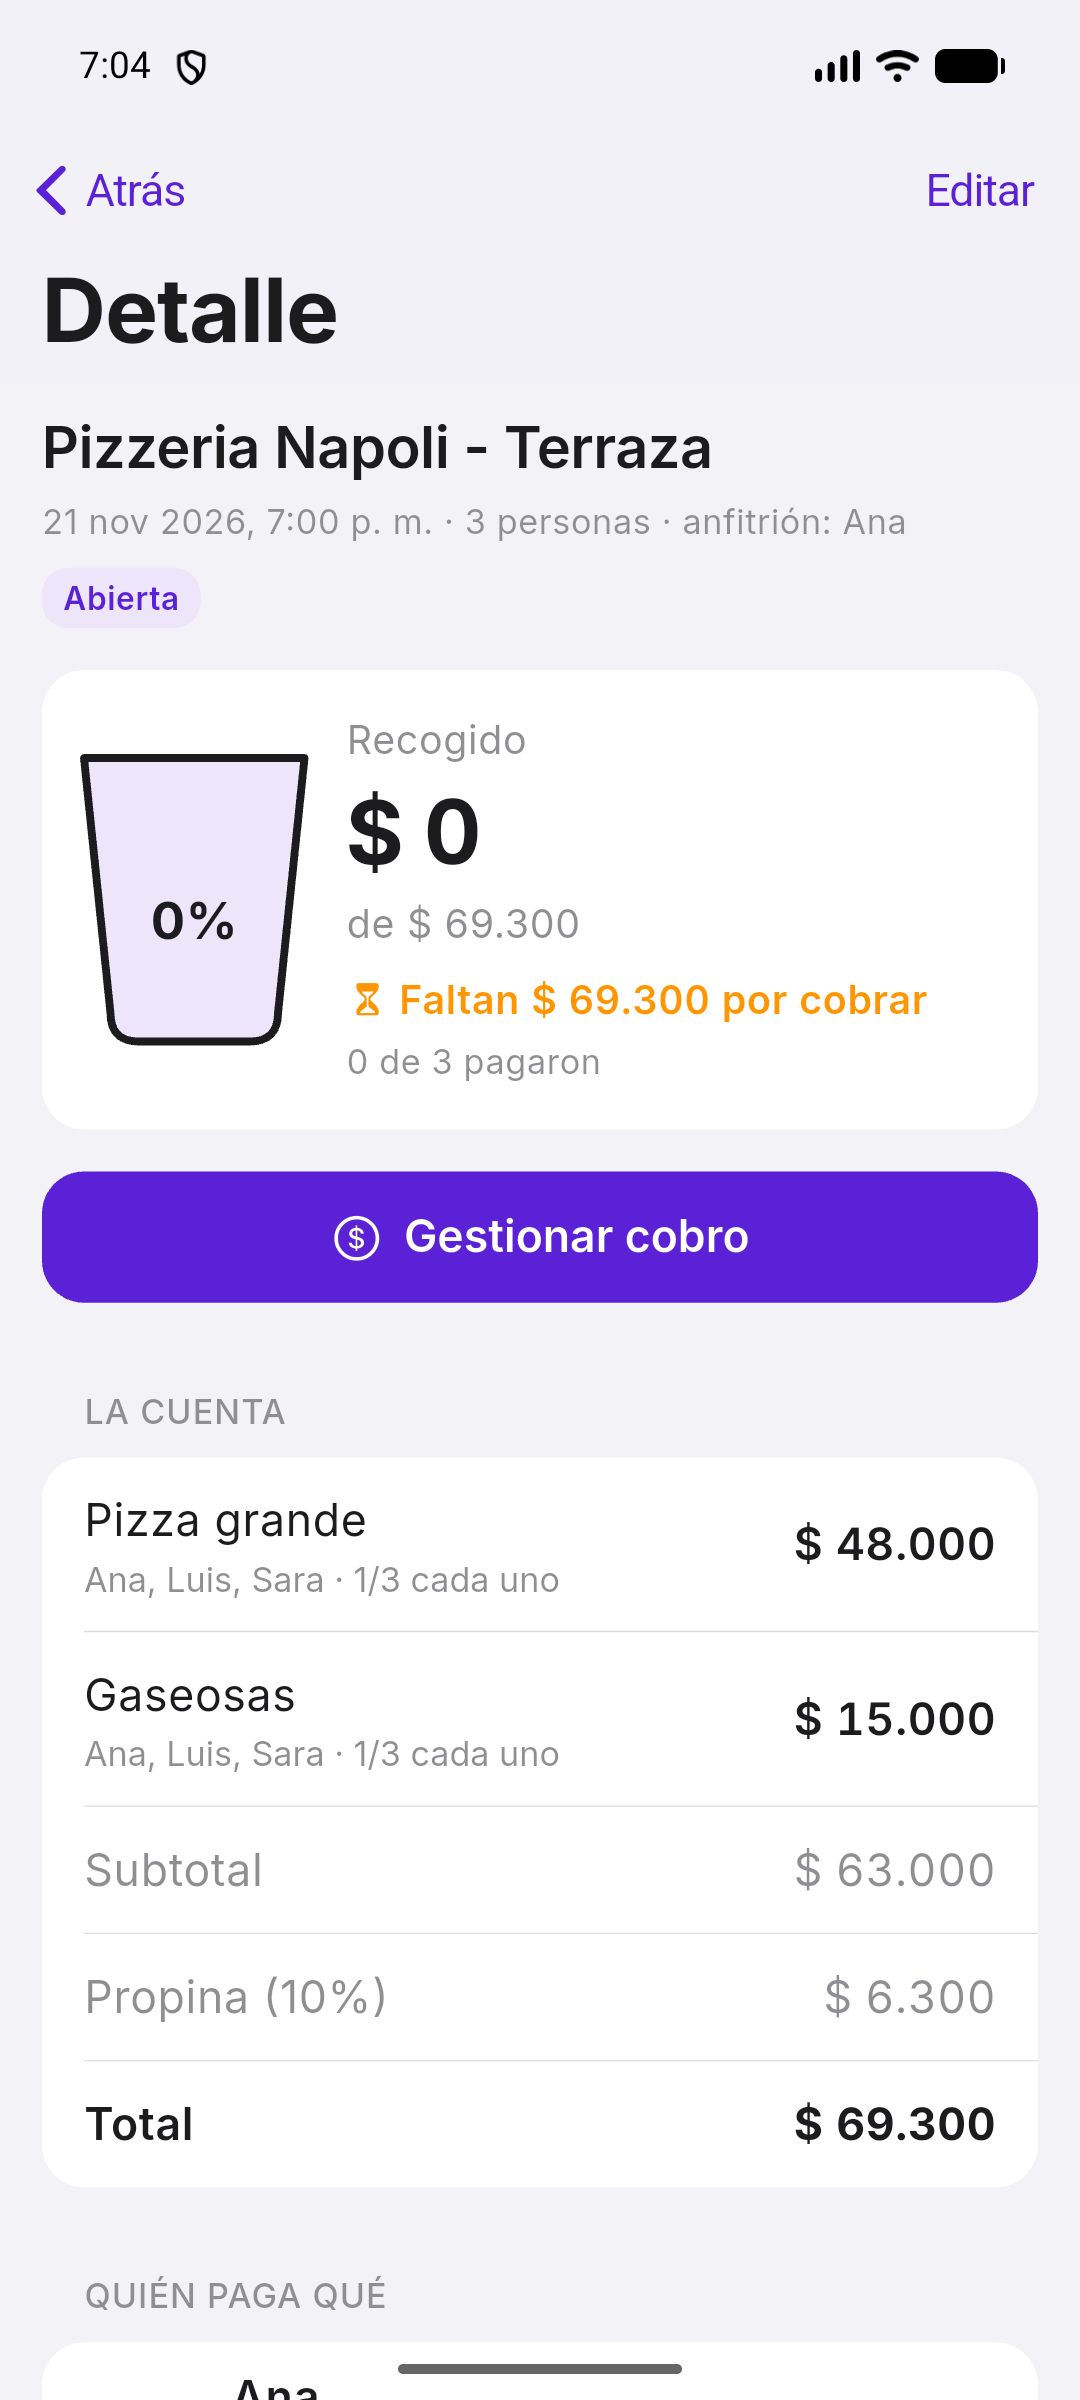 7:04
Atrás
Editar
Detalle
Pizzeria Napoli - Terraza
21 nov 2026, 7:00 p. m. · 3 personas · anfitrión: Ana
Abierta
Recogido
$ 0
0%
de $ 69.300
Faltan $ 69.300 por cobrar
0 de 3 pagaron
$ Gestionar cobro
LA CUENTA
Pizza grande
$ 48.000
Ana, Luis, Sara · 1/3 cada uno
Gaseosas
$ 15.000
Ana, Luis, Sara · 1/3 cada uno
Subtotal
$ 63.000
Propina (10%)
$ 6.300
Total
$ 69.300
QUIÉN PAGA QUÉ
Ana